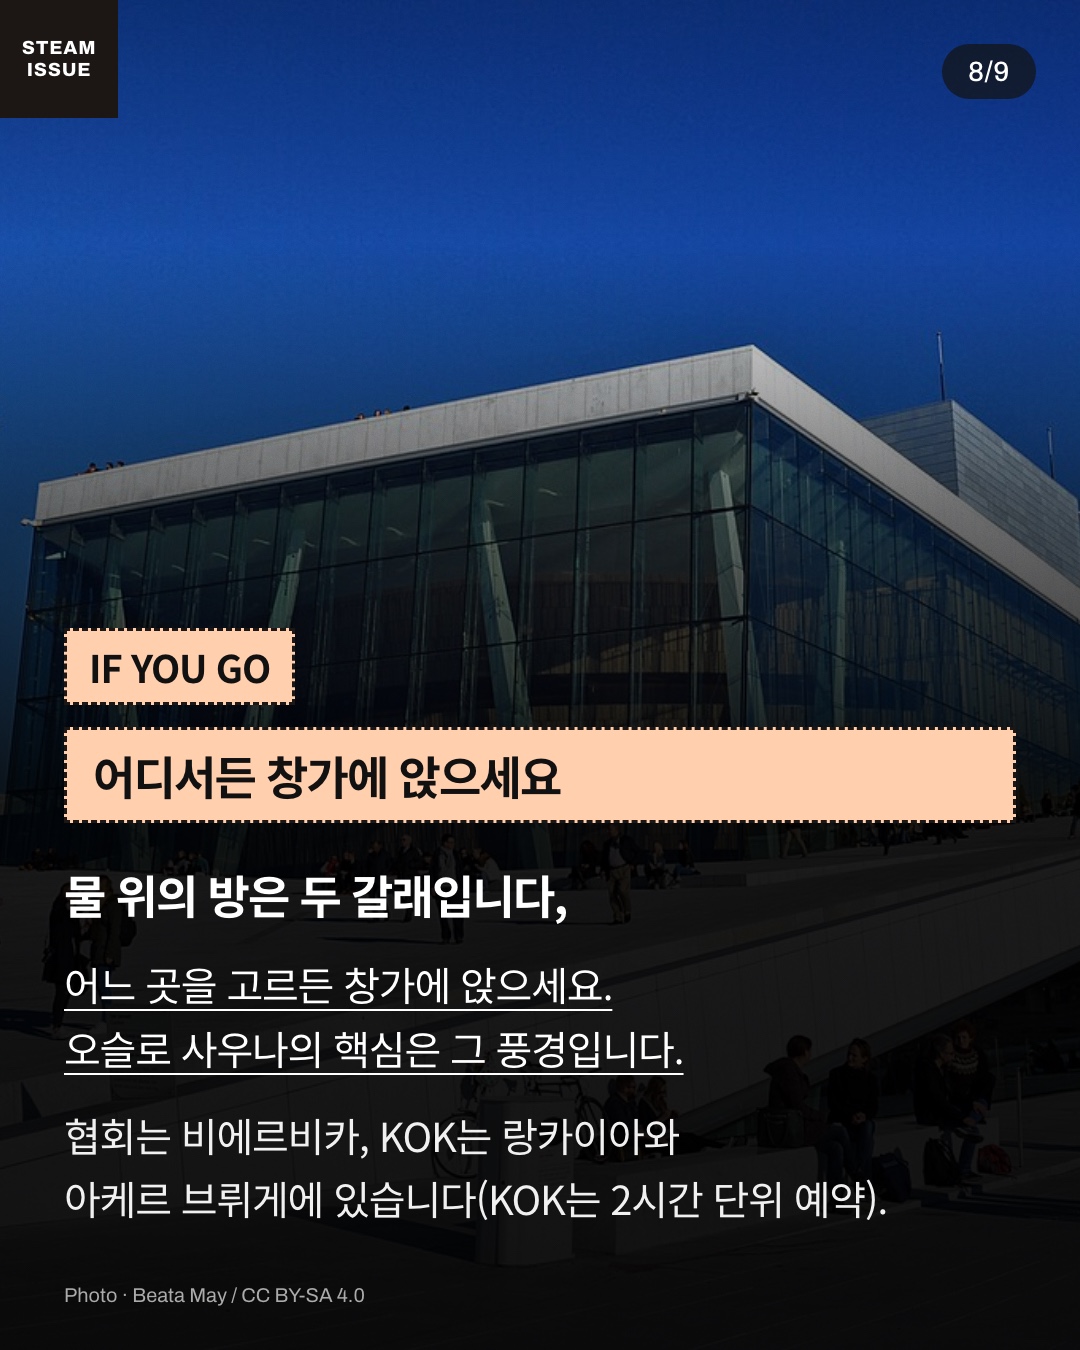 STEAM
ISSUE
8/9
IF YOU GO
어디서든 창가에 앉으세요
물 위의 방은 두 갈래입니다,
어느 곳을 고르든 창가에 앉으세요.
오슬로 사우나의 핵심은 그 풍경입니다.
협회는 비에르비카, KOK는 랑카이아와
아케르 브뤼게에 있습니다(KOK는 2시간 단위 예약).
Photo · Beata May / CC BY-SA 4.0